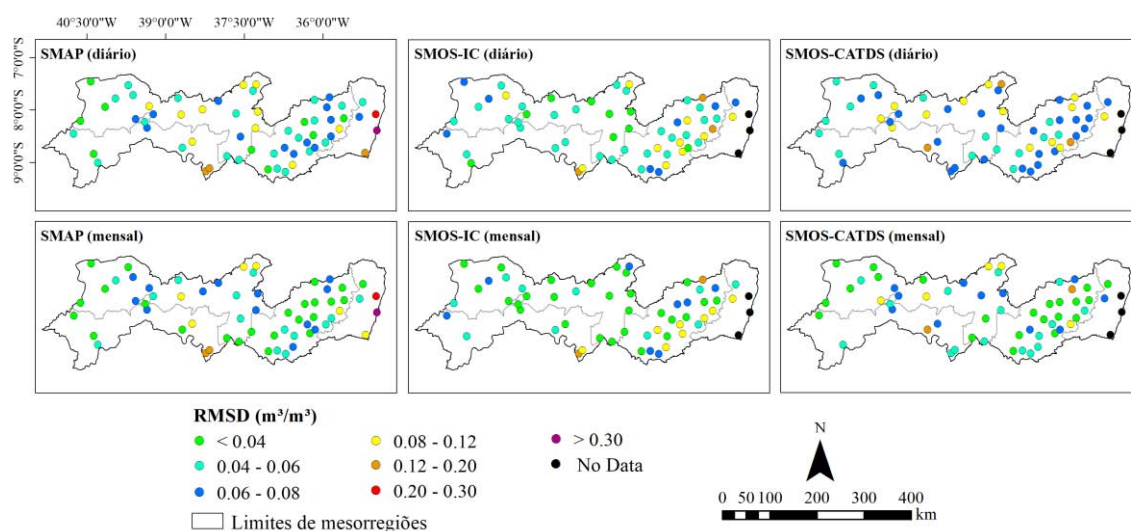 40°30'0"W 39°0'0"W 37°30'0"W 36°0'0"W
7°0'0"S
8°0'0"S
9°0'0"S
SMAP (diário)
SMOS-IC (diário)
SMOS-CATDS (diário)
SMAP (mensal)
SMOS-IC (mensal)
SMOS-CATDS (mensal)
RMSD (m³/m³)
< 0.04
0.04 - 0.06
0.06 - 0.08
0.08 - 0.12
0.12 - 0.20
0.20 - 0.30
> 0.30
No Data
Limites de mesorregiões
N
0 50 100 200 300 400
km